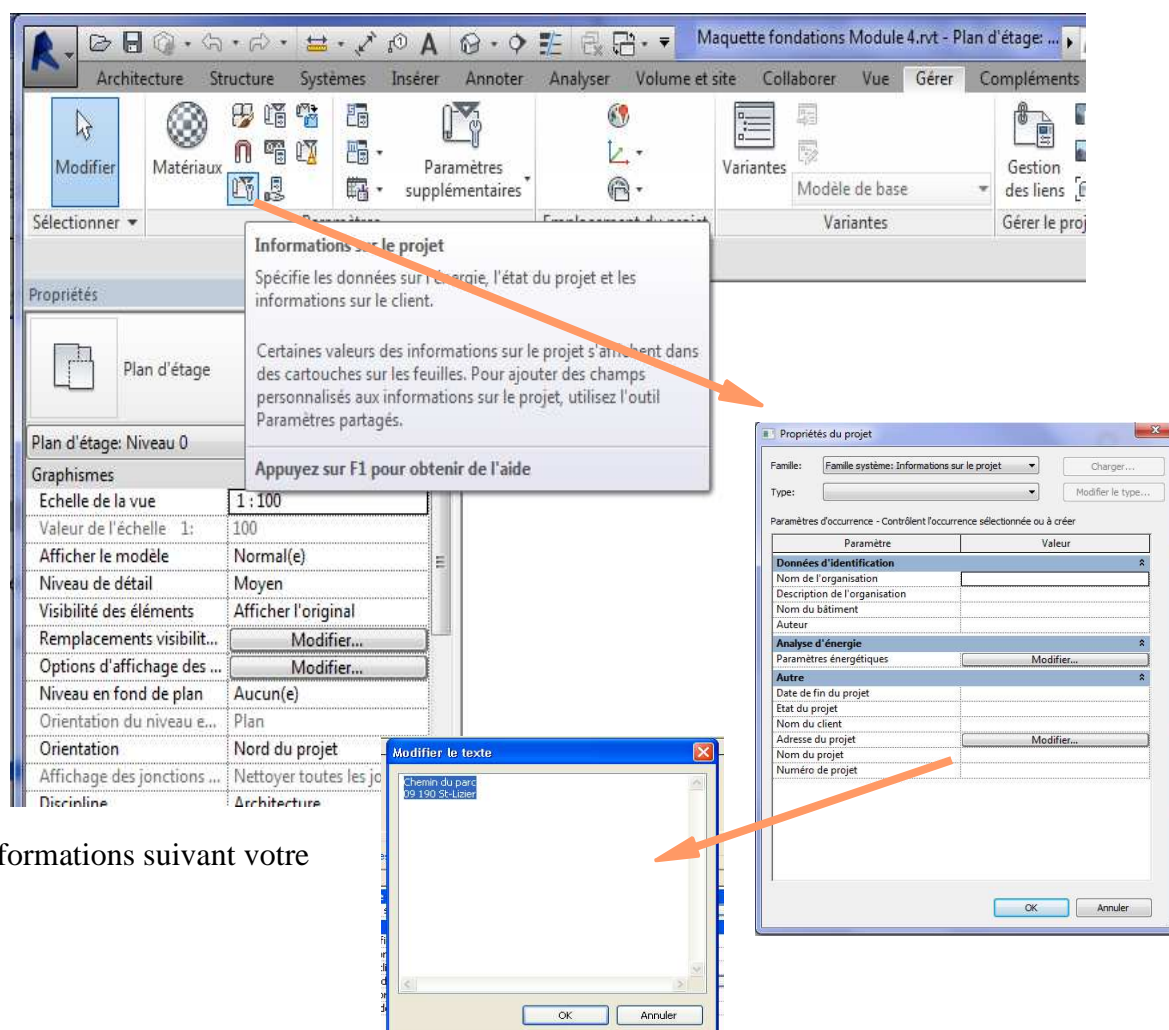 Maquette fondations Module 4.rvt - Plan d'étage: ...
Architecture Structure Systèmes Insérer Annoter Analyser Volume et site Collaborer Vue Gérer Compléments
Modifier
Matériaux
Paramètres
supplémentaires
Variantes
Modèle de base
Gestion
des liens
Sélectionner
Variantes
Gérer le proj
Informations sur le projet
Spécifie les données sur l'énergie, l'état du projet et les
informations sur le client.
Certaines valeurs des informations sur le projet s'affichent dans
des cartouches sur les feuilles. Pour ajouter des champs
personnalisés aux informations sur le projet, utilisez l'outil
Paramètres partagés.
Appuyez sur F1 pour obtenir de l'aide
Propriétés
Plan d'étage
Plan d'étage: Niveau 0
Graphismes
Echelle de la vue 1 : 100
Valeur de l'échelle 1: 100
Afficher le modèle Normal(e)
Niveau de détail Moyen
Visibilité des éléments Afficher l'original
Remplacements visibilit... Modifier...
Options d'affichage des ... Modifier...
Niveau en fond de plan Aucun(e)
Orientation du niveau e... Plan
Orientation Nord du projet
Affichage des jonctions ... Nettoyer toutes les jo
Discipline Architecture
Propriétés du projet
Famille: Famille système: Informations sur le projet Charger...
Type: Modifier le type...
Paramètres d'occurrence - Contrôlent l'occurrence sélectionnée ou à créer
Paramètre Valeur
Données d'identification
Nom de l'organisation
Description de l'organisation
Nom du bâtiment
Auteur
Analyse d'énergie
Paramètres énergétiques Modifier...
Autre
Date de fin du projet
Etat du projet
Nom du client
Adresse du projet Modifier...
Nom du projet
Numéro de projet
OK Annuler
Modifier le texte
Chemin du parc
09 190 St-Lizier
OK Annuler
formations suivant votre